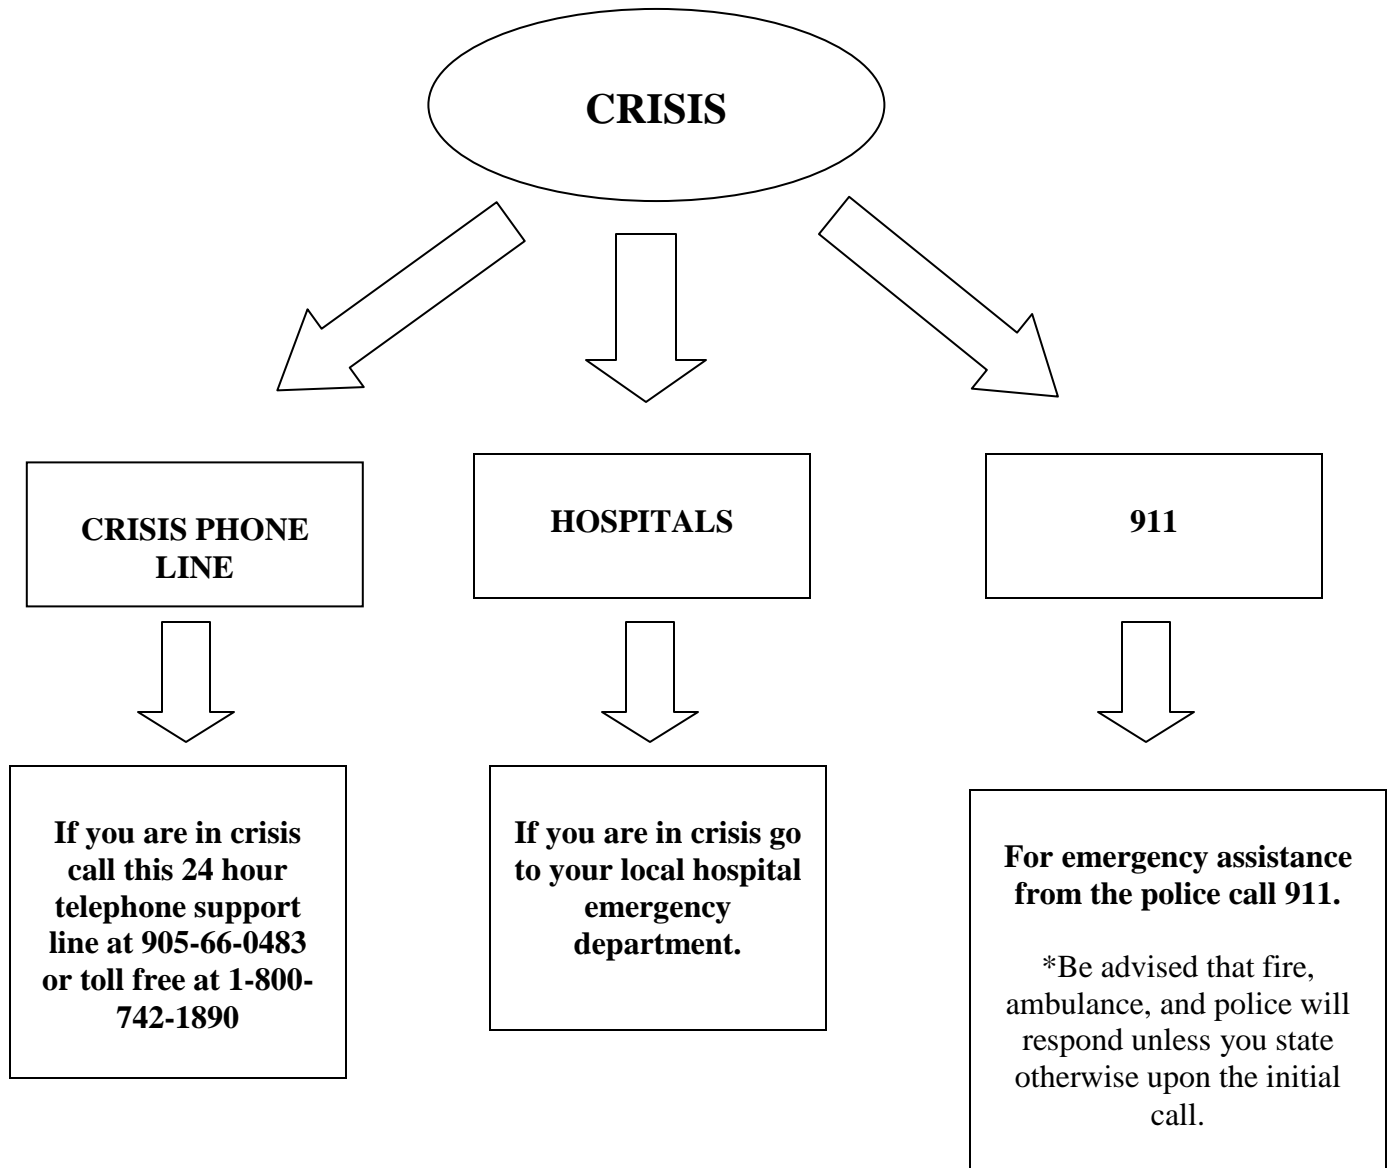 CRISIS
CRISIS PHONE
LINE
HOSPITALS
911
If you are in crisis
call this 24 hour
telephone support
line at 905-66-0483
or toll free at 1-800-
742-1890
If you are in crisis go
to your local hospital
emergency
department.
For emergency assistance
from the police call 911.
*Be advised that fire,
ambulance, and police will
respond unless you state
otherwise upon the initial
call.